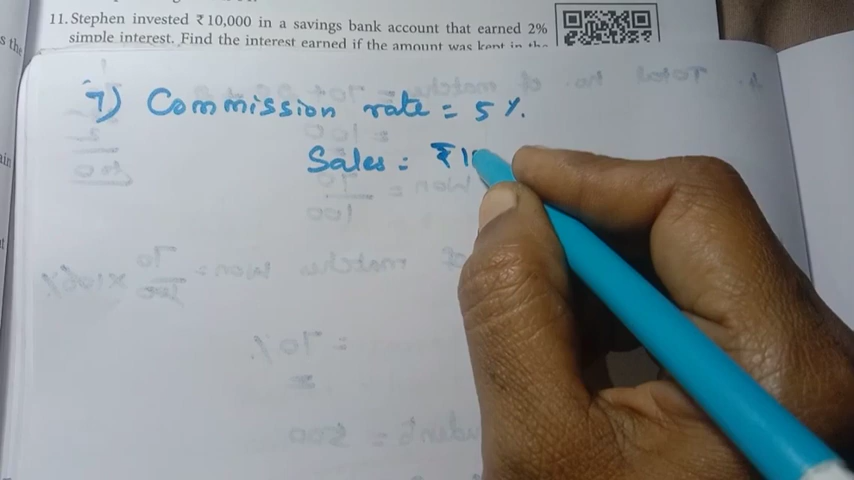 11. Stephen invested ₹10,000 in a savings bank account that earned 2%
simple interest. Find the interest earned if the amount was kept in the
7) Commission rate = 5 %.
Sales = ₹1